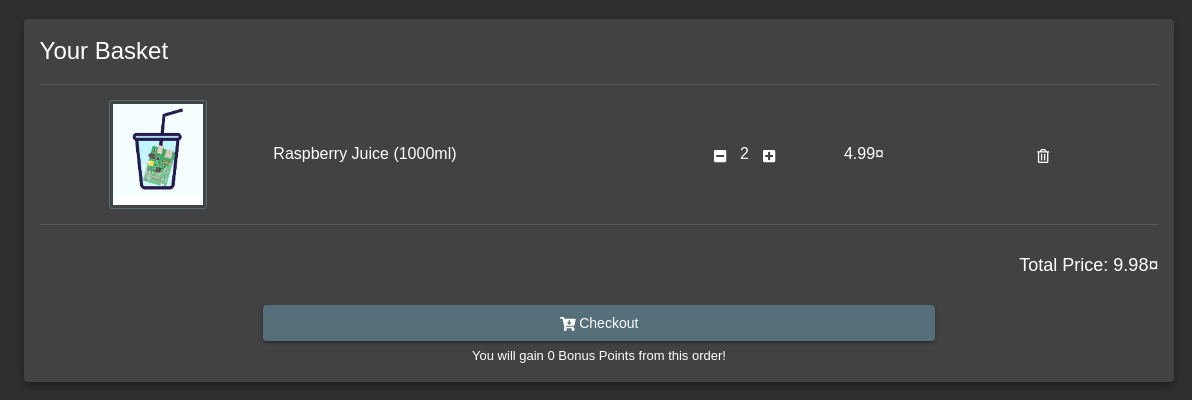 Your Basket
Raspberry Juice (1000ml) 2 4.99¤
Total Price: 9.98¤
Checkout
You will gain 0 Bonus Points from this order!